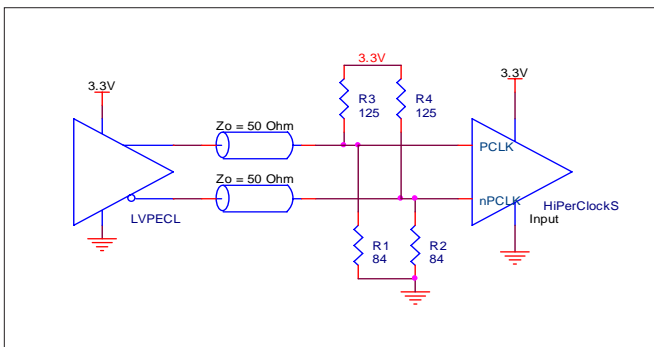 3.3V
3.3V
3.3V
R3
125
R4
125
Zo = 50 Ohm
PCLK
Zo = 50 Ohm
nPCLK
HiPerClockS
Input
LVPECL
R1
84
R2
84